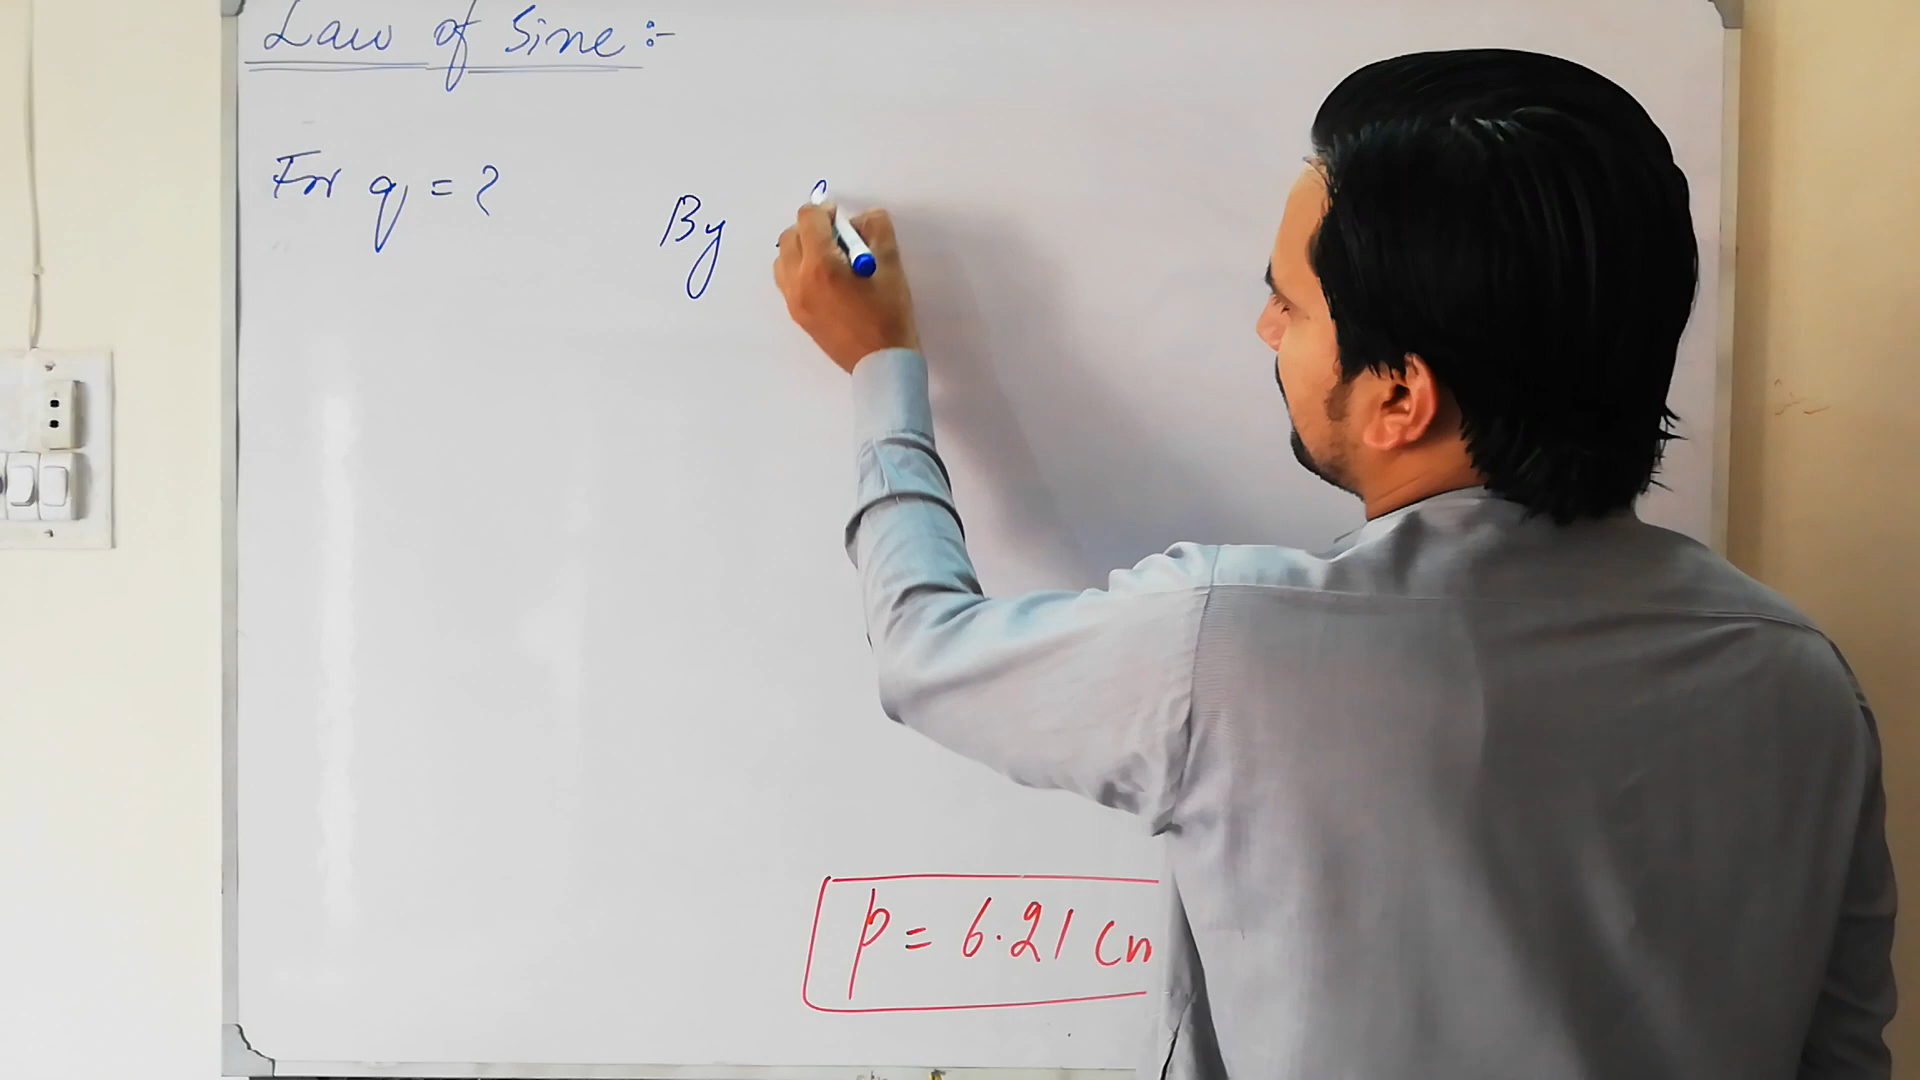 Law of Sine :-
For q = ?
By
p = 6.21 cm